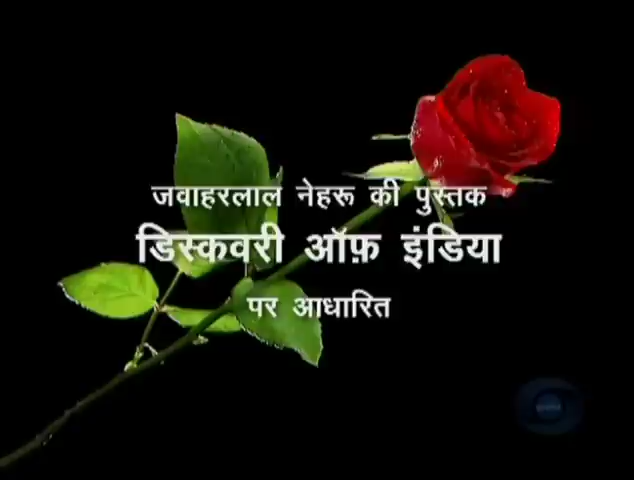 जवाहरलाल नेहरू की पुस्तक
डिस्कवरी ऑफ़ इंडिया
पर आधारित